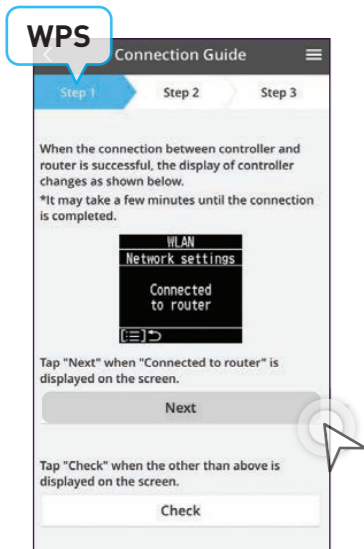 WPS
Connection Guide
Step 1
Step 2
Step 3
When the connection between controller and
router is successful, the display of controller
changes as shown below.
*It may take a few minutes until the connection
is completed.
WLAN
Network settings
Connected
to router
Tap "Next" when "Connected to router" is
displayed on the screen.
Next
Tap "Check" when the other than above is
displayed on the screen.
Check